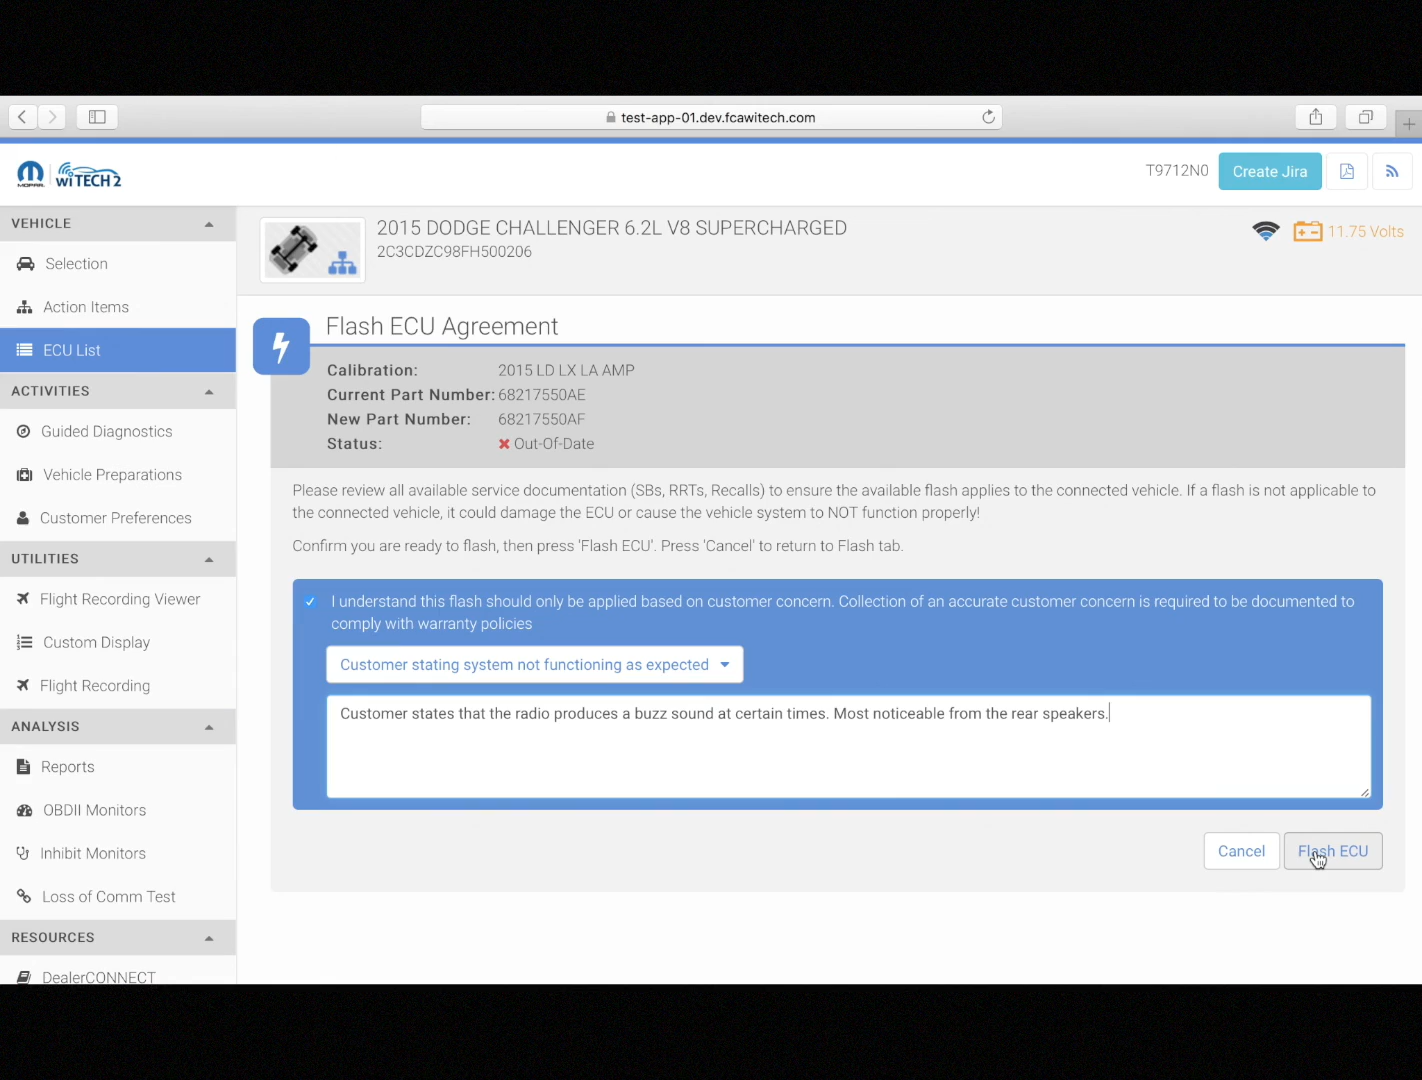 test-app-01.dev.fcawitech.com
MOPAR
wiTECH 2
T9712N0
Create Jira
VEHICLE
Selection
Action Items
ECU List
ACTIVITIES
Guided Diagnostics
Vehicle Preparations
Customer Preferences
UTILITIES
Flight Recording Viewer
Custom Display
Flight Recording
ANALYSIS
Reports
OBDII Monitors
Inhibit Monitors
Loss of Comm Test
RESOURCES
DealerCONNECT
2015 DODGE CHALLENGER 6.2L V8 SUPERCHARGED
2C3CDZC98FH500206
11.75 Volts
Flash ECU Agreement
Calibration: 2015 LD LX LA AMP
Current Part Number: 68217550AE
New Part Number: 68217550AF
Status: Out-Of-Date
Please review all available service documentation (SBs, RRTs, Recalls) to ensure the available flash applies to the connected vehicle. If a flash is not applicable to
the connected vehicle, it could damage the ECU or cause the vehicle system to NOT function properly!
Confirm you are ready to flash, then press 'Flash ECU'. Press 'Cancel' to return to Flash tab.
I understand this flash should only be applied based on customer concern. Collection of an accurate customer concern is required to be documented to
comply with warranty policies
Customer stating system not functioning as expected
Customer states that the radio produces a buzz sound at certain times. Most noticeable from the rear speakers.
Cancel
Flash ECU